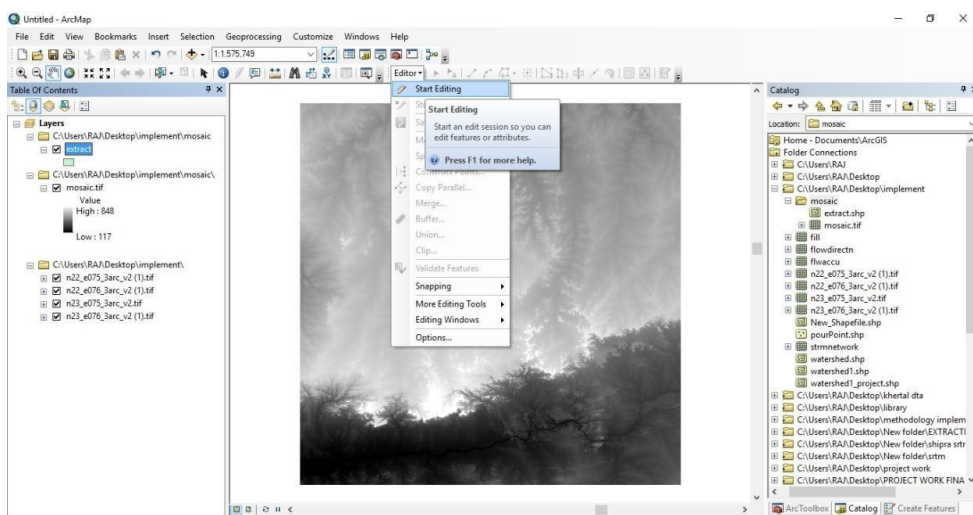 Untitled - ArcMap
File Edit View Bookmarks Insert Selection Geoprocessing Customize Windows Help
1:1,575,749
Editor
Table Of Contents
Layers
C:\Users\RAJ\Desktop\implement\mosaic
extract
C:\Users\RAJ\Desktop\implement\mosaic\
mosaic.tif
Value
High : 848
Low : 117
C:\Users\RAJ\Desktop\implement\
n22_e075_3arc_v2 (1).tif
n22_e076_3arc_v2 (1).tif
n23_e075_3arc_v2.tif
n23_e076_3arc_v2 (1).tif
Start Editing
Start Editing
Start an edit session so you can
edit features or attributes.
Press F1 for more help.
Copy Parallel...
Merge...
Buffer...
Union...
Clip...
Validate Features
Snapping
More Editing Tools
Editing Windows
Options...
Catalog
Location: mosaic
Home - Documents\ArcGIS
Folder Connections
C:\Users\RAJ
C:\Users\RAJ\Desktop
C:\Users\RAJ\Desktop\implement
mosaic
extract.shp
mosaic.tif
fill
flowdirectn
flwaccu
n22_e075_3arc_v2 (1).tif
n22_e076_3arc_v2 (1).tif
n23_e075_3arc_v2.tif
n23_e076_3arc_v2 (1).tif
New_Shapefile.shp
pourPoint.shp
strmnetwork
watershed.shp
watershed1.shp
watershed1_project.shp
C:\Users\RAJ\Desktop\khertal dta
C:\Users\RAJ\Desktop\library
C:\Users\RAJ\Desktop\methodology implem
C:\Users\RAJ\Desktop\New folder\EXTRACTI
C:\Users\RAJ\Desktop\New folder\shipra srtr
C:\Users\RAJ\Desktop\New folder\srtm
C:\Users\RAJ\Desktop\project work
C:\Users\RAJ\Desktop\PROJECT WORK FINA
ArcToolbox Catalog Create Features